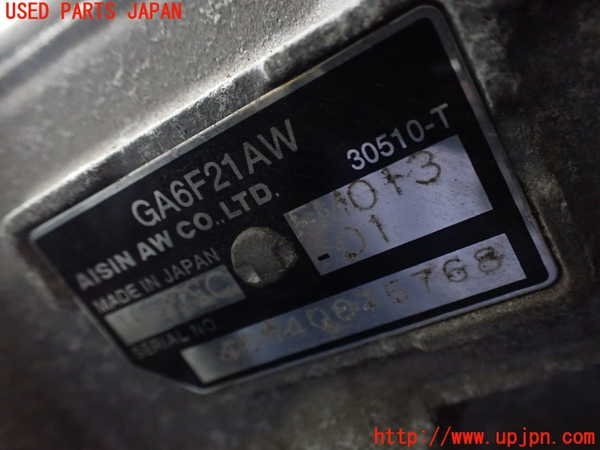 USED PARTS JAPAN
GA6F21AW
30510-T
AISIN AW CO.,LTD.
MADE IN JAPAN
-01
SERIAL NO
http://www.upjpn.com/